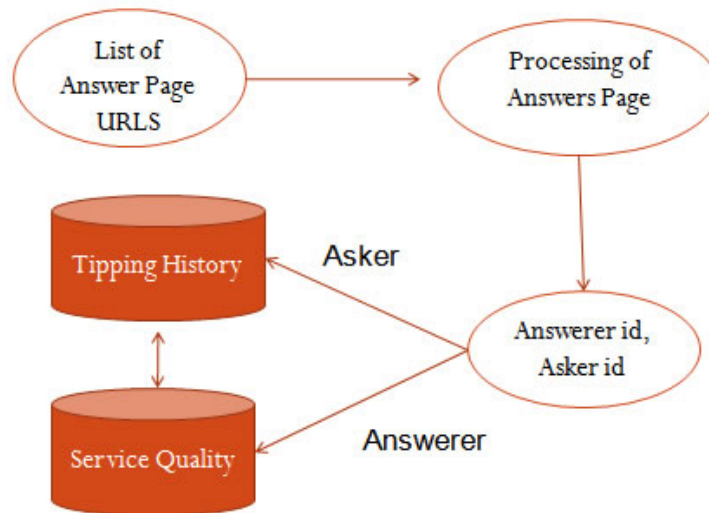 List of
Answer Page
URLS
Processing of
Answers Page
Tipping History
Asker
Answerer id,
Asker id
Answerer
Service Quality